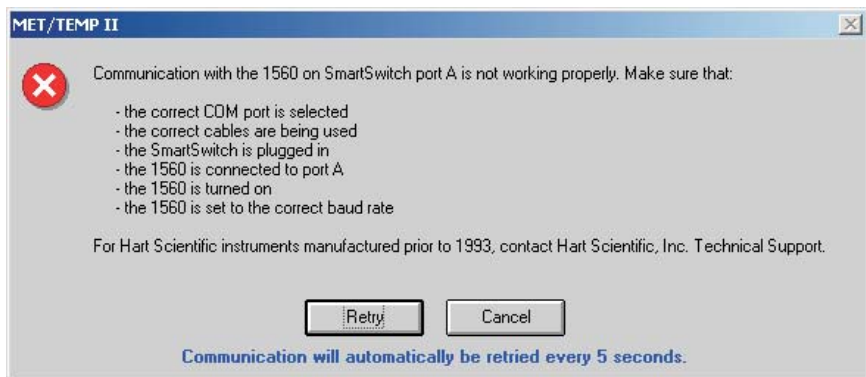 MET/TEMP II
Communication with the 1560 on SmartSwitch port A is not working properly. Make sure that:
- the correct COM port is selected
- the correct cables are being used
- the SmartSwitch is plugged in
- the 1560 is connected to port A
- the 1560 is turned on
- the 1560 is set to the correct baud rate
For Hart Scientific instruments manufactured prior to 1993, contact Hart Scientific, Inc. Technical Support.
Retry Cancel
Communication will automatically be retried every 5 seconds.